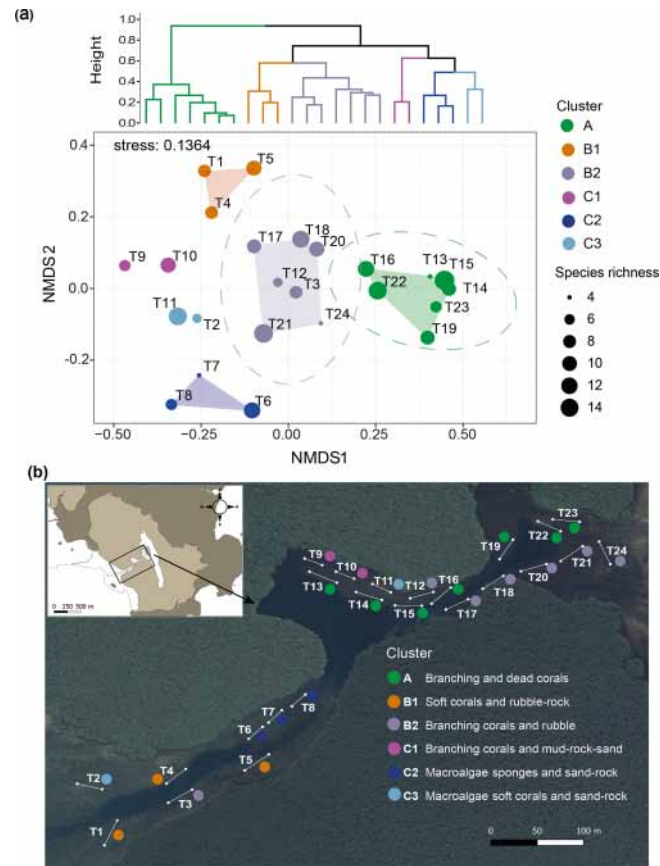 (a)
Height
1.0
0.8
0.6
0.4
0.2
0.0
Cluster
A
B1
B2
C1
C2
C3
Species richness
4
6
8
10
12
14
stress: 0.1364
NMDS2
0.4
0.2
0.0
-0.2
T1
T5
T4
T9
T10
T11
T2
T7
T8
T6
T17
T18
T20
T12
T3
T21
T24
T16
T22
T13
T15
T14
T23
T19
−0.50
−0.25
0.00
0.25
0.50
NMDS1
(b)
T23
T19
T22
T21
T24
T20
T18
T17
T9
T10
T11
T12
T16
T13
T14
T15
T8
T7
T6
T5
T4
T3
T2
T1
Cluster
A Branching and dead corals
B1 Soft corals and rubble-rock
B2 Branching corals and rubble
C1 Branching corals and mud-rock-sand
C2 Macroalgae sponges and sand-rock
C3 Macroalgae soft corals and sand-rock
0 50 100 m